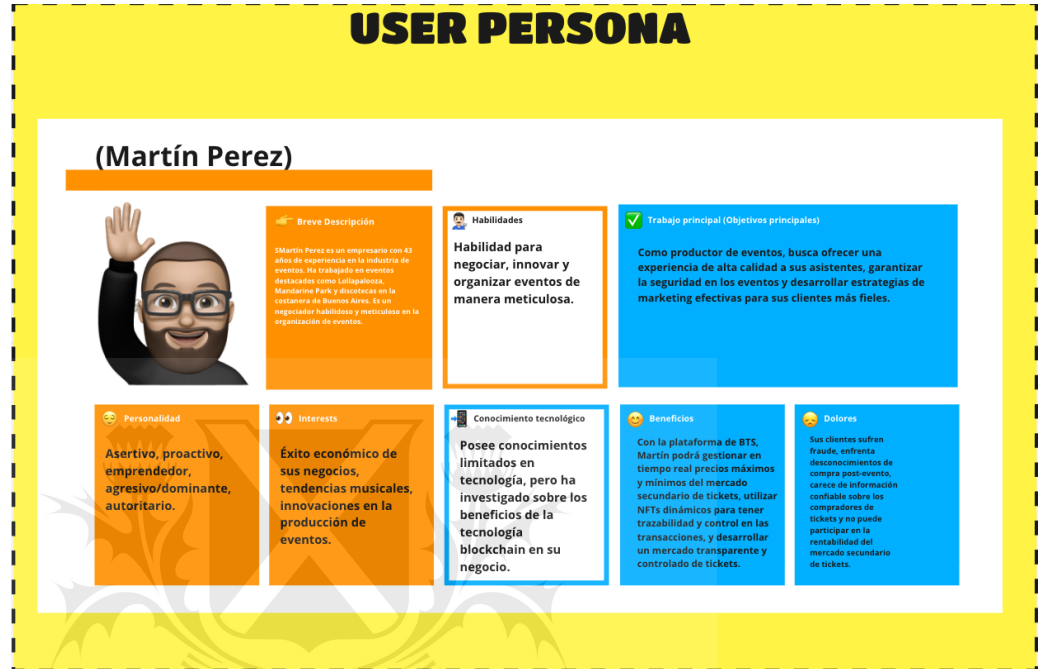 USER PERSONA
(Martín Perez)
Breve Descripción
SMartín Perez es un empresario con 43
años de experiencia en la industria de
eventos. Ha trabajado en eventos
destacados como Lollapalooza,
Mandarine Park y discotecas en la
costanera de Buenos Aires. Es un
negociador habilidoso y meticuloso en la
organización de eventos.
Habilidades
Habilidad para
negociar, innovar y
organizar eventos de
manera meticulosa.
Trabajo principal (Objetivos principales)
Como productor de eventos, busca ofrecer una
experiencia de alta calidad a sus asistentes, garantizar
la seguridad en los eventos y desarrollar estrategias de
marketing efectivas para sus clientes más fieles.
Personalidad
Asertivo, proactivo,
emprendedor,
agresivo/dominante,
autoritario.
Interests
Éxito económico de
sus negocios,
tendencias musicales,
innovaciones en la
producción de
eventos.
Conocimiento tecnológico
Posee conocimientos
limitados en
tecnología, pero ha
investigado sobre los
beneficios de la
tecnología
blockchain en su
negocio.
Beneficios
Con la plataforma de BTS,
Martín podrá gestionar en
tiempo real precios máximos
y mínimos del mercado
secundario de tickets, utilizar
NFTs dinámicos para tener
trazabilidad y control en las
transacciones, y desarrollar
un mercado transparente y
controlado de tickets.
Dolores
Sus clientes sufren
fraude, enfrenta
desconocimientos de
compra post-evento,
carece de información
confiable sobre los
compradores de
tickets y no puede
participar en la
rentabilidad del
mercado secundario
de tickets.